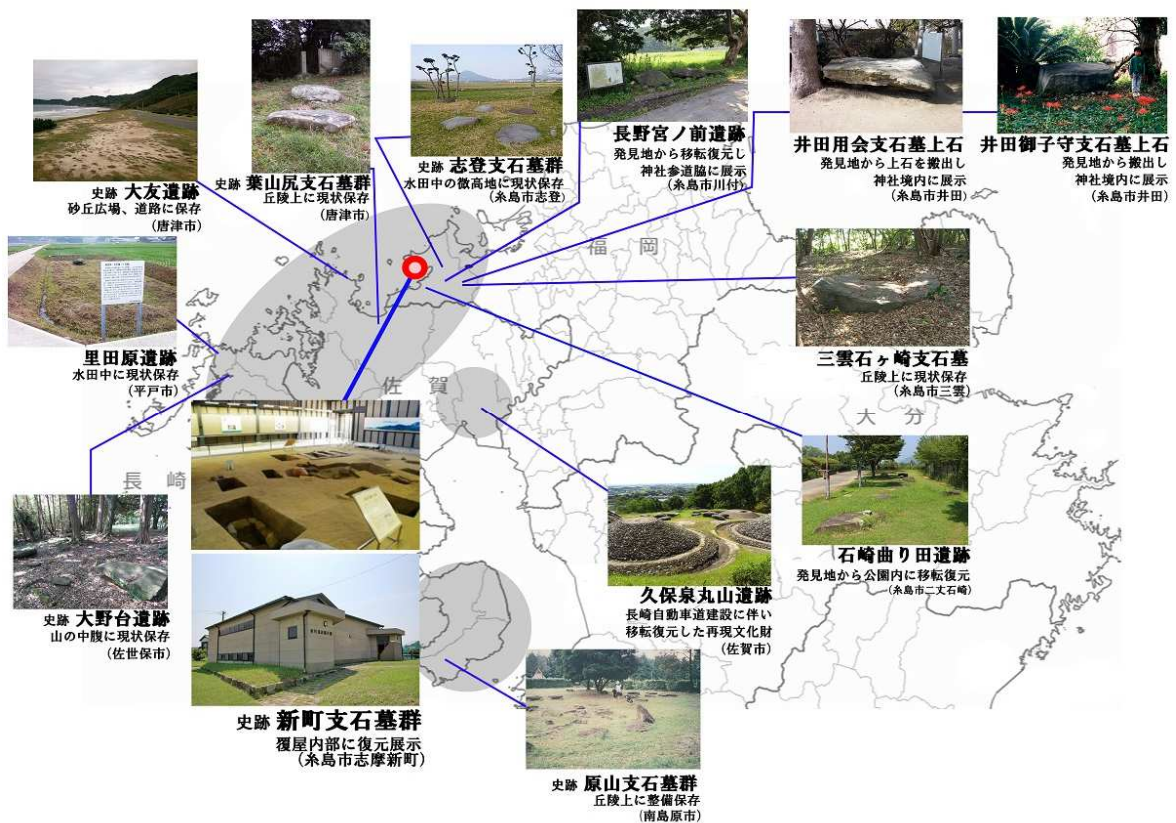 史跡 大友遺跡
砂丘広場、道路に保存
(唐津市)
史跡 葉山尻支石墓群
丘陵上に現状保存
(唐津市)
史跡 志登支石墓群
水田中の微高地に現状保存
(糸島市志登)
長野宮ノ前遺跡
発見地から移転復元し
神社参道脇に展示
(糸島市川付)
井田用会支石墓上石
発見地から上石を搬出し
神社境内に展示
(糸島市井田)
井田御子守支石墓上石
発見地から搬出し
神社境内に展示
(糸島市井田)
福岡
里田原遺跡
水田中に現状保存
(平戸市)
三雲石ヶ崎支石墓
丘陵上に現状保存
(糸島市三雲)
佐賀
大分
長崎
史跡 大野台遺跡
山の中腹に現状保存
(佐世保市)
石崎曲り田遺跡
発見地から公園内に移転復元
(糸島市二丈石崎)
久保泉丸山遺跡
長崎自動車道建設に伴い
移転復元した再現文化財
(佐賀市)
史跡 新町支石墓群
覆屋内部に復元展示
(糸島市志摩新町)
史跡 原山支石墓群
丘陵上に整備保存
(南島原市)